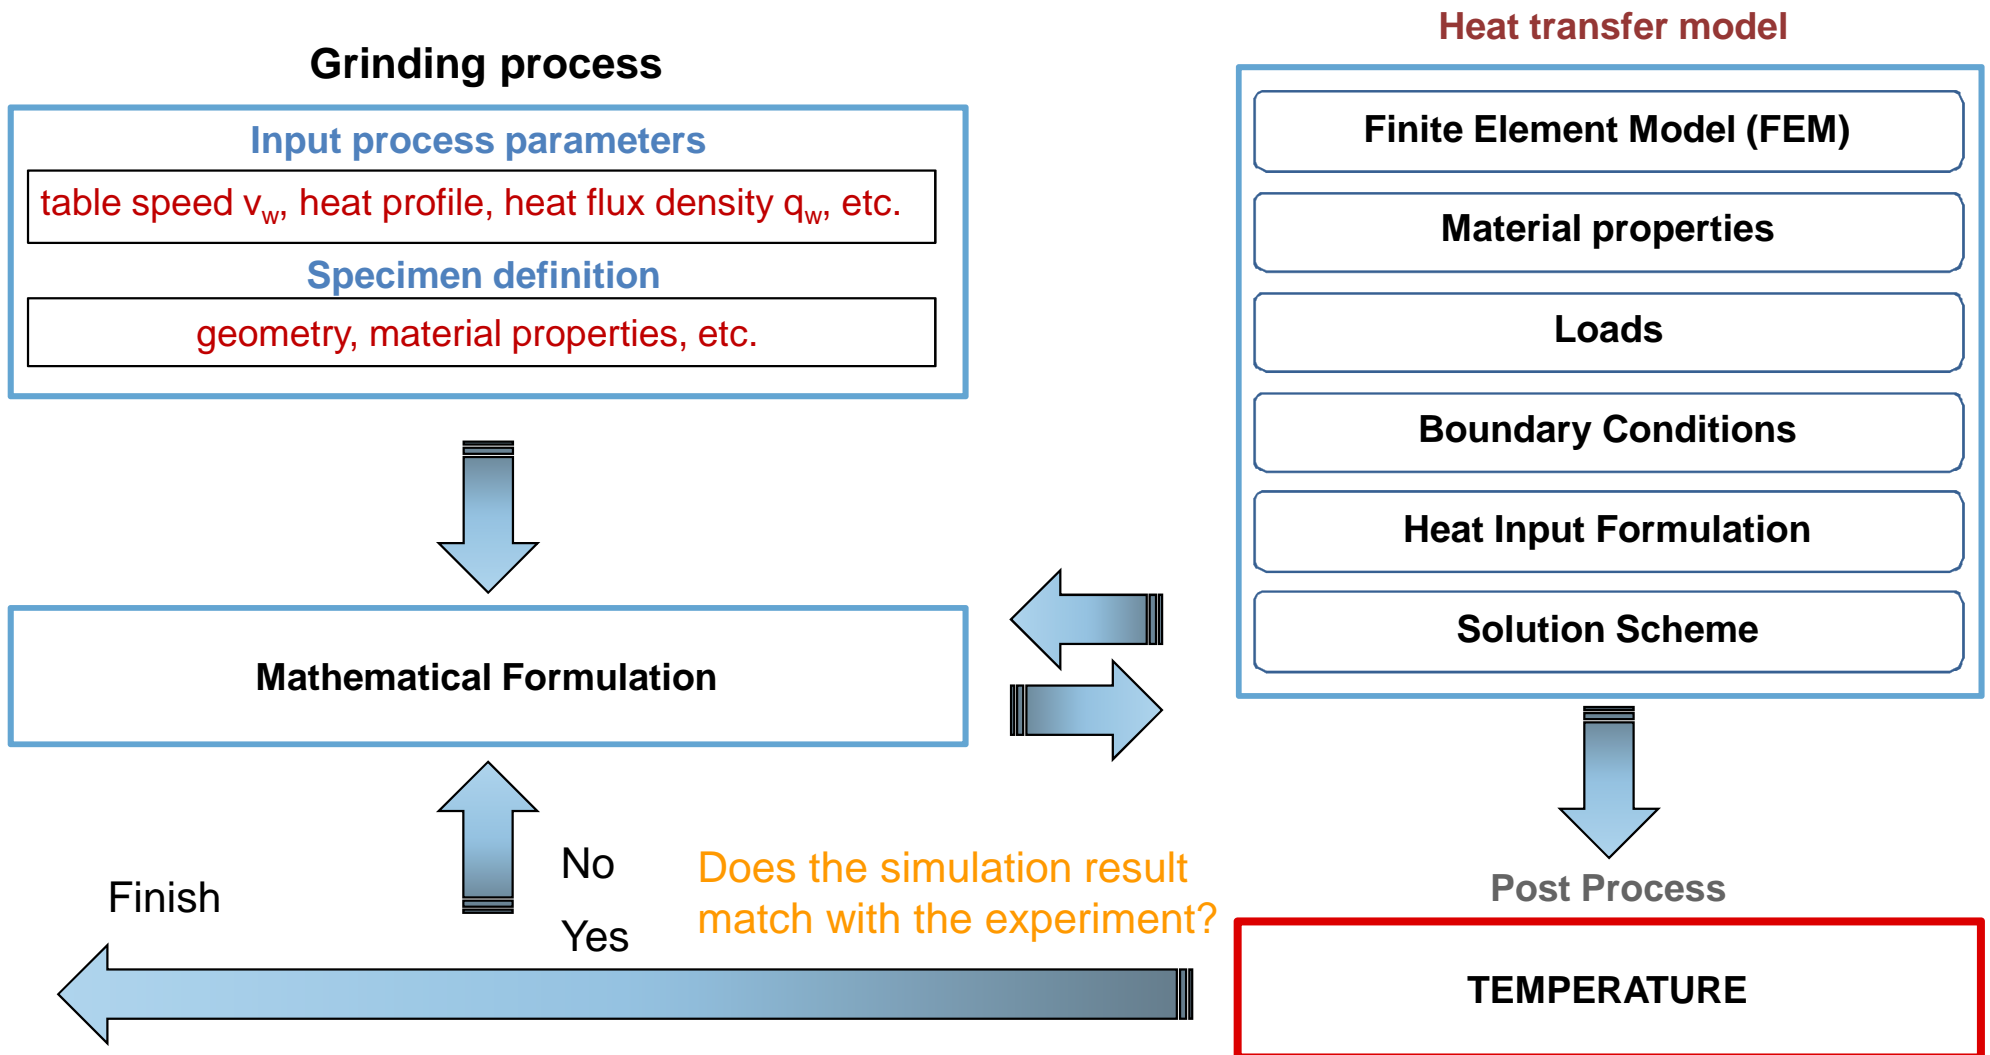 Grinding process
Input process parameters
table speed v_w, heat profile, heat flux density q_w, etc.
Specimen definition
geometry, material properties, etc.
Mathematical Formulation
Heat transfer model
Finite Element Model (FEM)
Material properties
Loads
Boundary Conditions
Heat Input Formulation
Solution Scheme
Post Process
TEMPERATURE
Does the simulation result
match with the experiment?
No
Yes
Finish